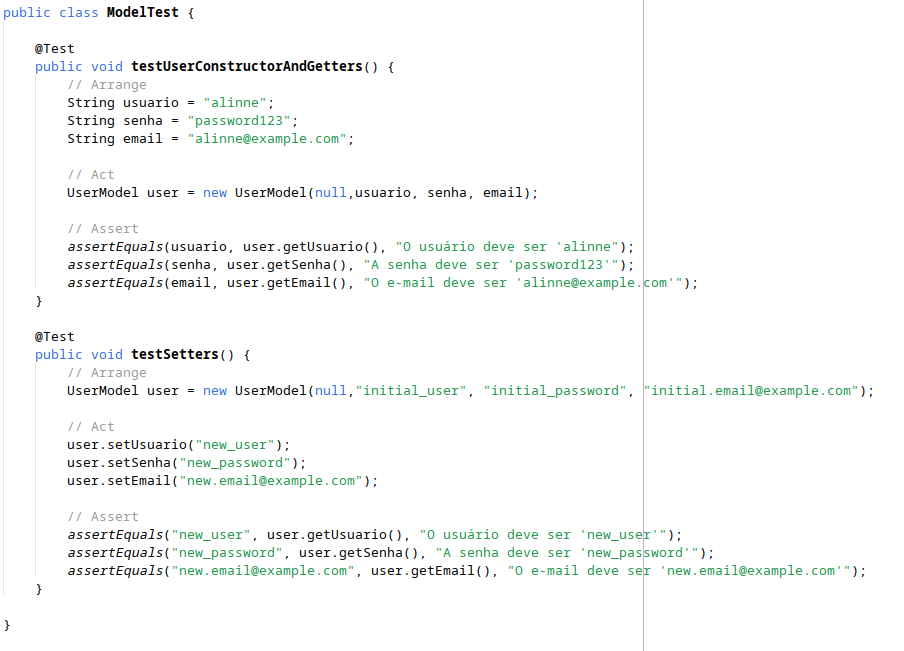 public class ModelTest {
@Test
public void testUserConstructorAndGetters() {
// Arrange
String usuario = "alinne";
String senha = "password123";
String email = "alinne@example.com";
// Act
UserModel user = new UserModel(null,usuario, senha, email);
// Assert
assertEquals(usuario, user.getUsuario(), "O usuário deve ser 'alinne");
assertEquals(senha, user.getSenha(), "A senha deve ser 'password123'");
assertEquals(email, user.getEmail(), "O e-mail deve ser 'alinne@example.com'");
}
@Test
public void testSetters() {
// Arrange
UserModel user = new UserModel(null,"initial_user", "initial_password", "initial.email@example.com");
// Act
user.setUsuario("new_user");
user.setSenha("new_password");
user.setEmail("new.email@example.com");
// Assert
assertEquals("new_user", user.getUsuario(), "O usuário deve ser 'new_user'");
assertEquals("new_password", user.getSenha(), "A senha deve ser 'new_password'");
assertEquals("new.email@example.com", user.getEmail(), "O e-mail deve ser 'new.email@example.com'");
}
}